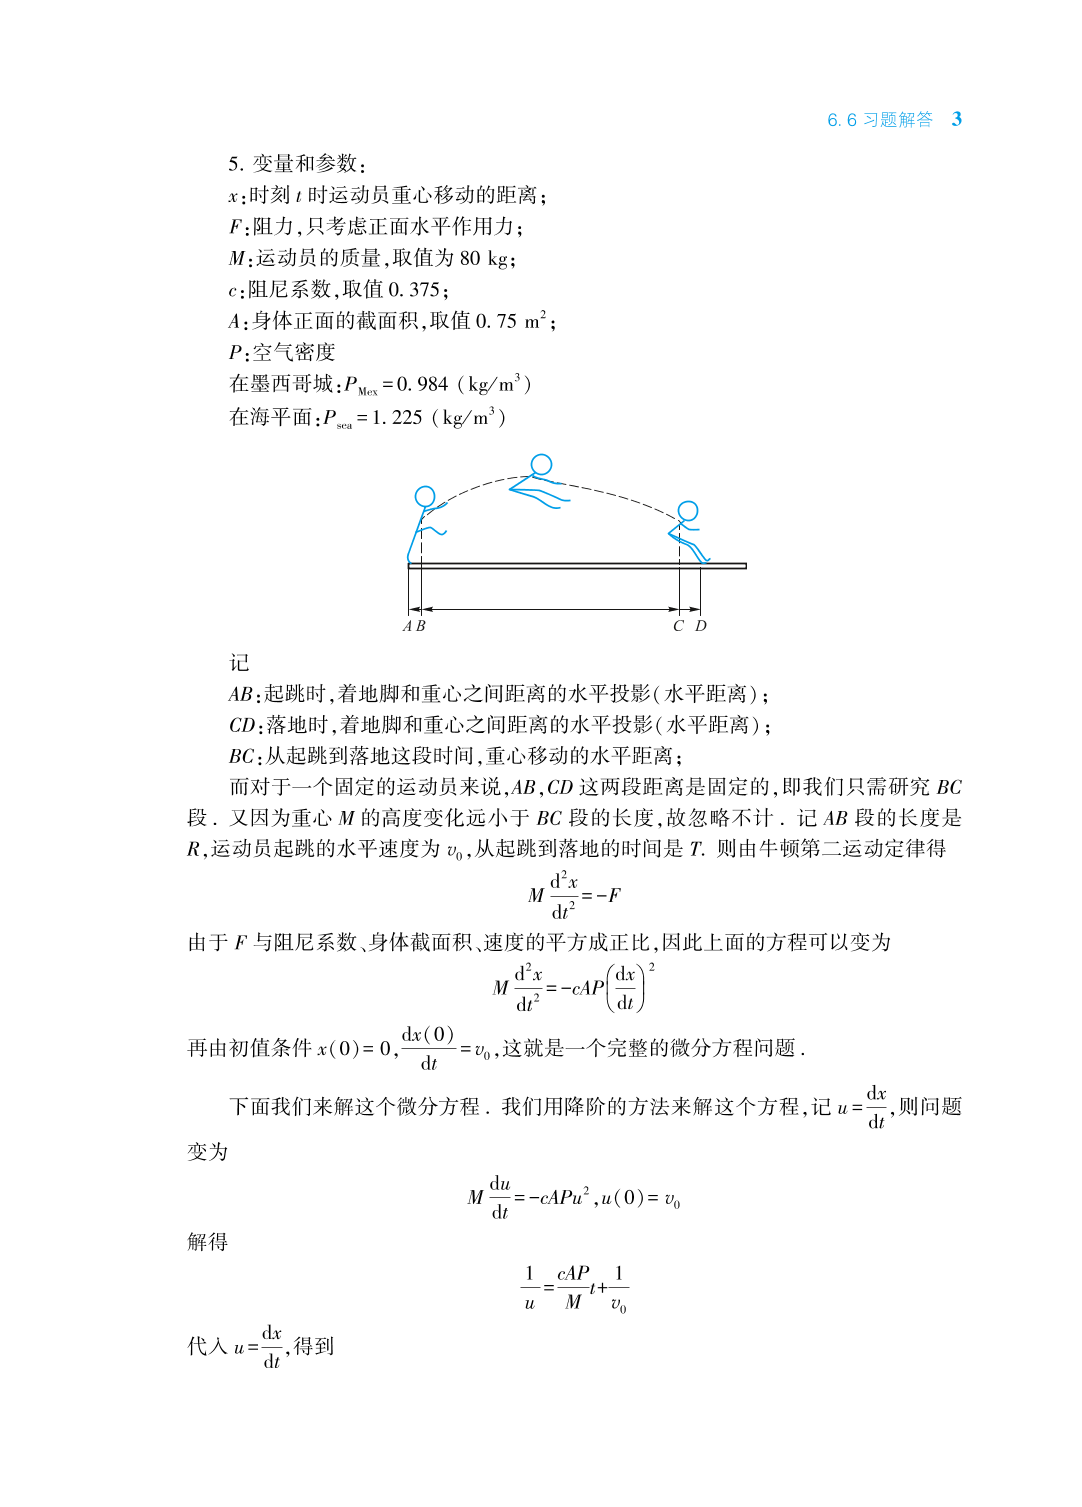 6.6 习题解答 3
5. 变量和参数:
x:时刻 t 时运动员重心移动的距离;
F:阻力,只考虑正面水平作用力;
M:运动员的质量,取值为 80 kg;
c:阻尼系数,取值 0.375;
A:身体正面的截面积,取值 0.75 m²;
P:空气密度
在墨西哥城:P_Mex=0.984 (kg/m³)
在海平面:P_sea=1.225 (kg/m³)
A B C D
记
AB:起跳时,着地脚和重心之间距离的水平投影(水平距离);
CD:落地时,着地脚和重心之间距离的水平投影(水平距离);
BC:从起跳到落地这段时间,重心移动的水平距离;
而对于一个固定的运动员来说,AB,CD 这两段距离是固定的,即我们只需研究 BC
段. 又因为重心 M 的高度变化远小于 BC 段的长度,故忽略不计. 记 AB 段的长度是
R,运动员起跳的水平速度为 v₀,从起跳到落地的时间是 T. 则由牛顿第二运动定律得
M d²x/dt²=-F
由于 F 与阻尼系数、身体截面积、速度的平方成正比,因此上面的方程可以变为
M d²x/dt²=-cAP(dx/dt)²
再由初值条件 x(0)=0,dx(0)/dt=v₀,这就是一个完整的微分方程问题.
下面我们来解这个微分方程. 我们用降阶的方法来解这个方程,记 u=dx/dt,则问题
变为
M du/dt=-cAPu²,u(0)=v₀
解得
1/u=cAP/M t+1/v₀
代入 u=dx/dt,得到